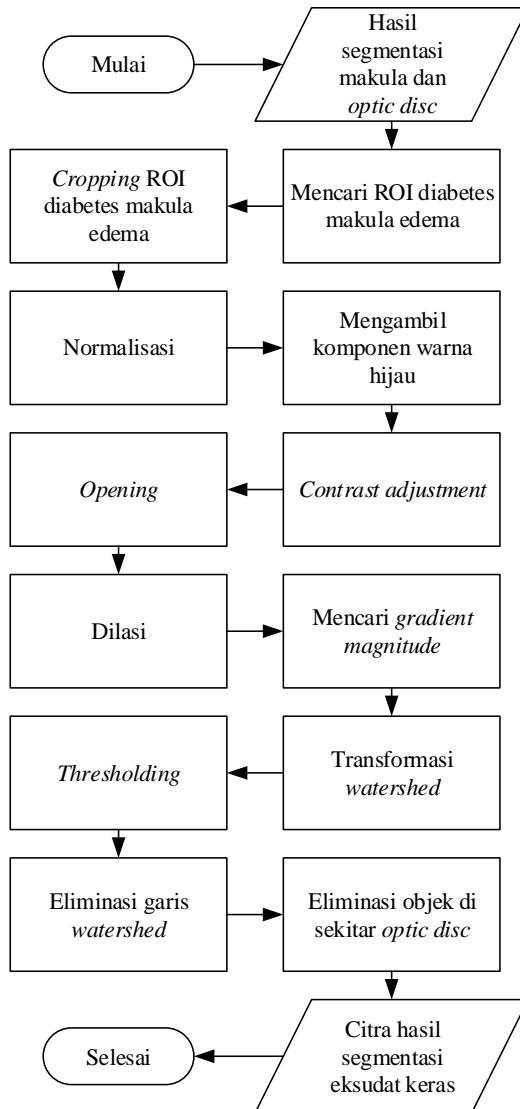 Mulai
Hasil
segmentasi
makula dan
optic disc
Mencari ROI diabetes
makula edema
Cropping ROI
diabetes makula
edema
Normalisasi
Mengambil
komponen warna
hijau
Contrast adjustment
Opening
Dilasi
Mencari gradient
magnitude
Transformasi
watershed
Thresholding
Eliminasi garis
watershed
Eliminasi objek di
sekitar optic disc
Citra hasil
segmentasi
eksudat keras
Selesai